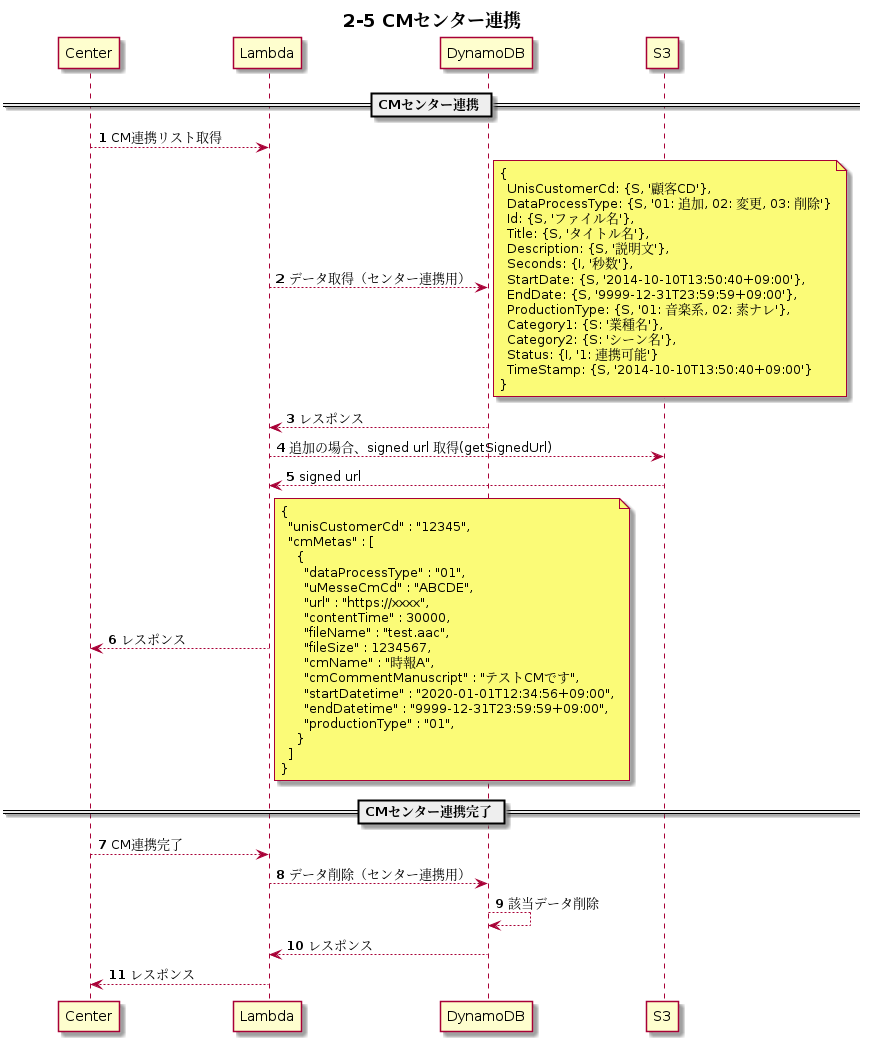 2-5 CMセンター連携
Center Lambda DynamoDB S3
CMセンター連携
1 CM連携リスト取得
{
UnisCustomerCd: {S, '顧客CD'},
DataProcessType: {S, '01: 追加, 02: 変更, 03: 削除'}
Id: {S, 'ファイル名'},
Title: {S, 'タイトル名'},
Description: {S, '説明文'},
Seconds: {I, '秒数'},
2 データ取得（センター連携用）
StartDate: {S, '2014-10-10T13:50:40+09:00'},
EndDate: {S, '9999-12-31T23:59:59+09:00'},
ProductionType: {S, '01: 音楽系, 02: 素ナレ'},
Category1: {S: '業種名'},
Category2: {S: 'シーン名'},
Status: {I, '1: 連携可能'}
TimeStamp: {S, '2014-10-10T13:50:40+09:00'}
}
3 レスポンス
4 追加の場合、signed url 取得(getSignedUrl)
5 signed url
{
"unisCustomerCd" : "12345",
"cmMetas" : [
{
"dataProcessType" : "01",
"uMesseCmCd" : "ABCDE",
"url" : "https://xxxx",
"contentTime" : 30000,
"fileName" : "test.aac",
6 レスポンス
"fileSize" : 1234567,
"cmName" : "時報A",
"cmCommentManuscript" : "テストCMです",
"startDatetime" : "2020-01-01T12:34:56+09:00",
"endDatetime" : "9999-12-31T23:59:59+09:00",
"productionType" : "01",
}
]
}
CMセンター連携完了
7 CM連携完了
8 データ削除（センター連携用）
9 該当データ削除
10 レスポンス
11 レスポンス
Center Lambda DynamoDB S3